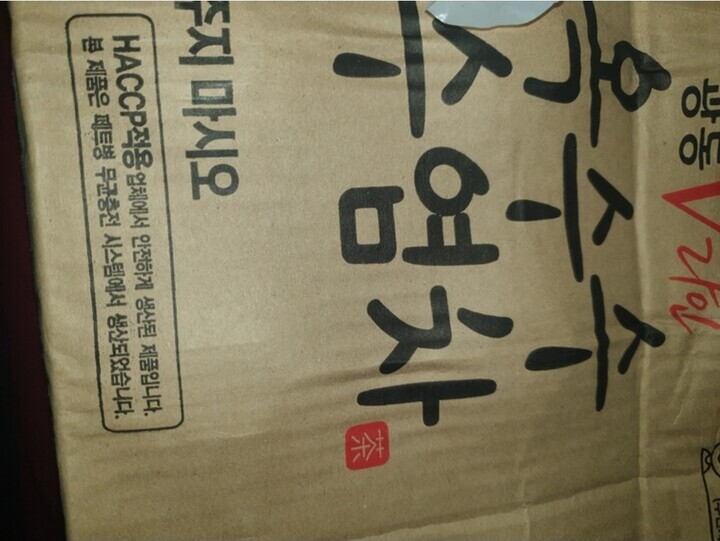 광동
V라인
옥수수
수염차
茶
주지 마시오
HACCP적용 업체에서 안전하게 생산된 제품입니다.
본 제품은 페트병 무균충전 시스템에서 생산되었습니다.